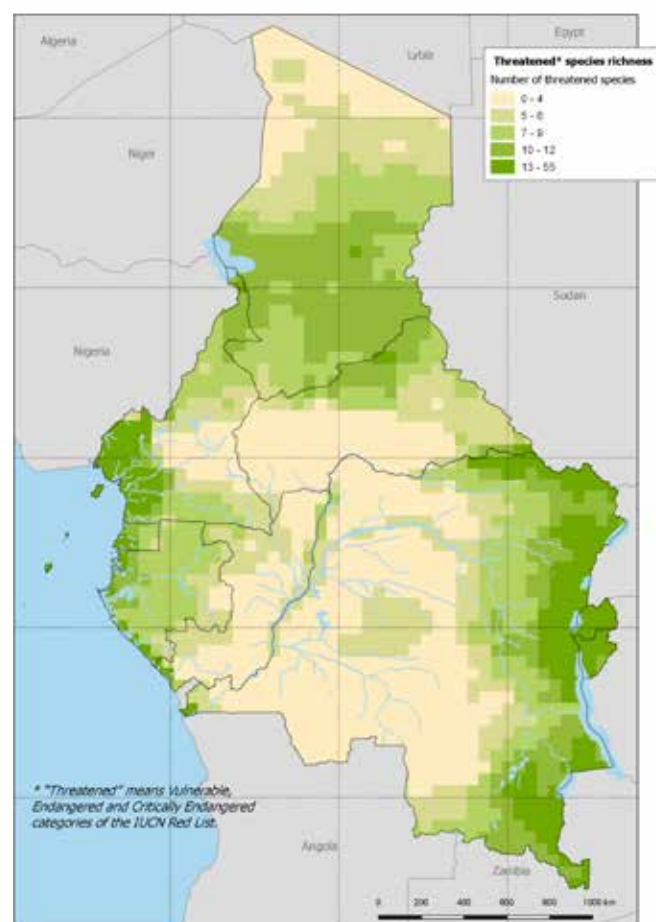 Algeria
Lybie
Egypt
Threatened* species richness
Number of threatened species
0 - 4
5 - 6
7 - 9
10 - 12
13 - 55
Niger
Sudan
Nigeria
* "Threatened" means Vulnerable,
Endangered and Critically Endangered
categories of the IUCN Red List.
Angola
Zambia
0 200 400 600 800 1000 km